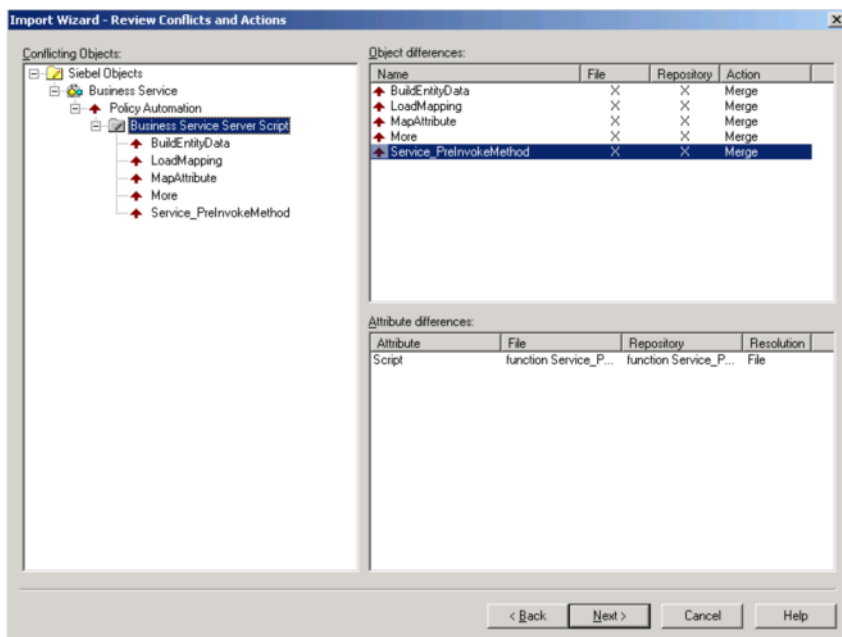 Import Wizard - Review Conflicts and Actions
Conflicting Objects:
Siebel Objects
Business Service
Policy Automation
Business Service Server Script
BuildEntityData
LoadMapping
MapAttribute
More
Service_PreInvokeMethod
Object differences:
Name File Repository Action
BuildEntityData X X Merge
LoadMapping X X Merge
MapAttribute X X Merge
More X X Merge
Service_PreInvokeMethod X X Merge
Attribute differences:
Attribute File Repository Resolution
Script function Service_P... function Service_P... File
< Back Next > Cancel Help